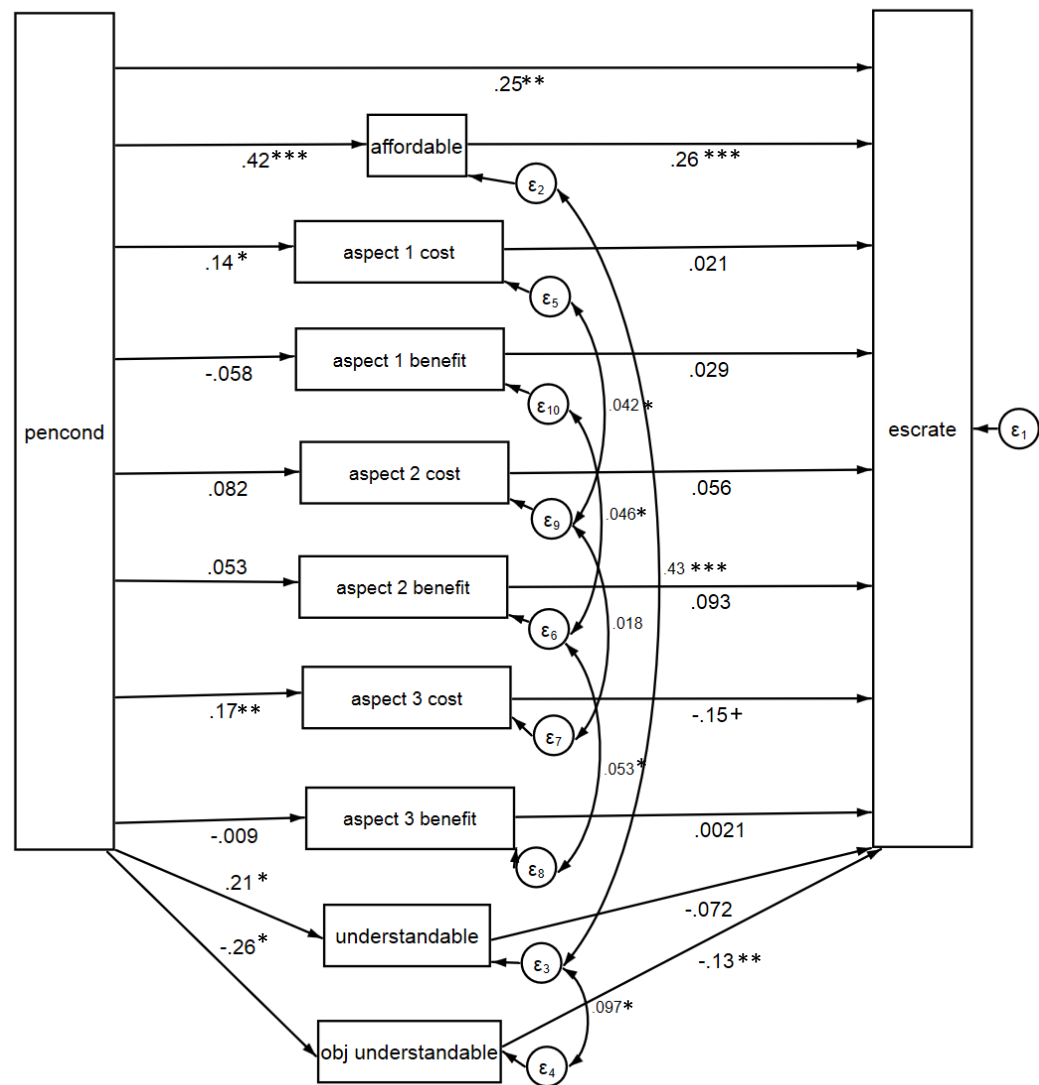 .25**
affordable
.42***
.26 ***
ε2
aspect 1 cost
.14 *
.021
ε5
aspect 1 benefit
-.058
.029
ε10
.042 *
pencond
escrate
ε1
aspect 2 cost
.082
.056
ε9
.046 *
aspect 2 benefit
.053
.43 ***
.093
ε6
.018
aspect 3 cost
.17**
-.15+
ε7
.053 *
aspect 3 benefit
-.009
.0021
ε8
.21 *
understandable
-.072
-.26 *
ε3
-.13 **
.097*
obj understandable
ε4